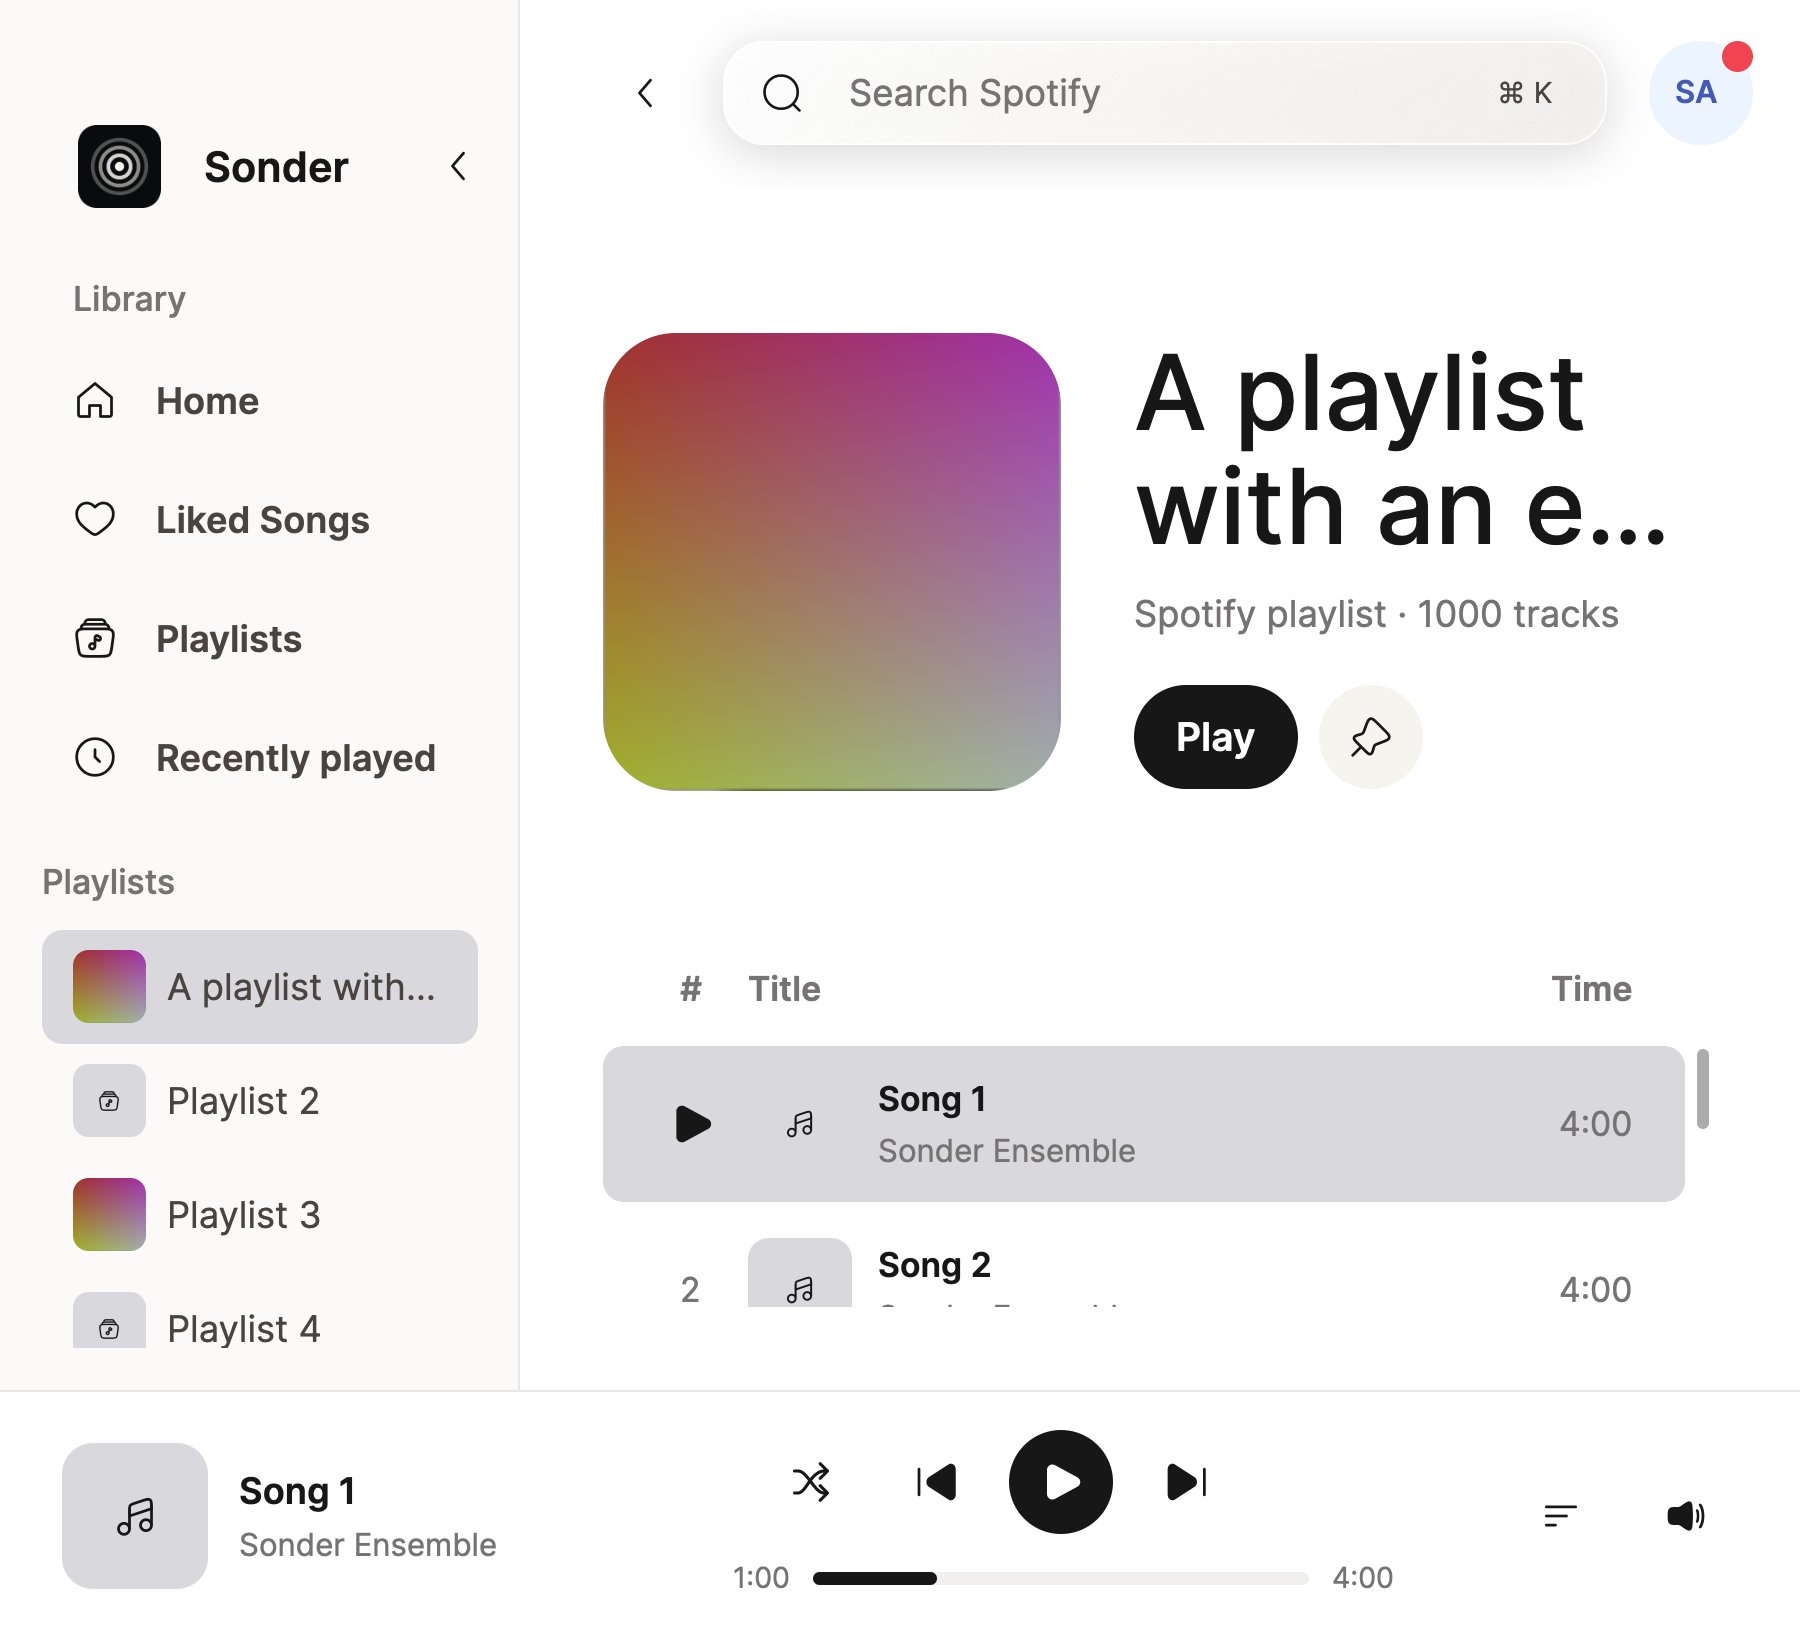 Search Spotify
⌘ K
SA
Sonder
Library
Home
Liked Songs
Playlists
Recently played
Playlists
A playlist with...
Playlist 2
Playlist 3
Playlist 4
A playlist
with an e...
Spotify playlist · 1000 tracks
Play
# Title Time
Song 1
Sonder Ensemble
4:00
2
Song 2
4:00
Song 1
Sonder Ensemble
1:00
4:00